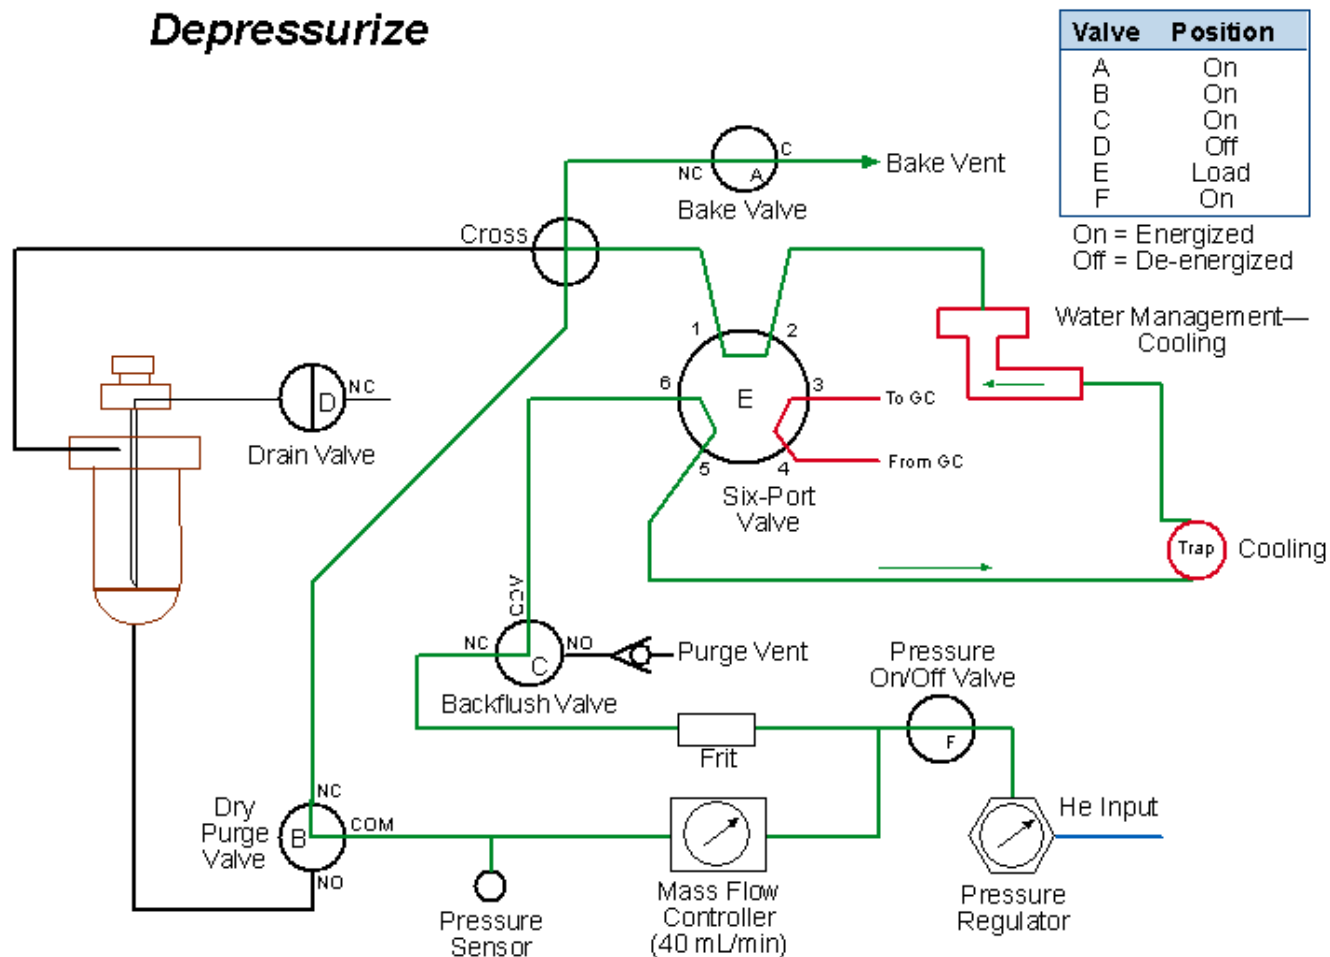 Depressurize
Valve Position
A On
B On
C On
D Off
E Load
F On
On = Energized
Off = De-energized
C
NC
A
Bake Vent
Bake Valve
Cross
Water Management—
Cooling
1
2
6
3
E
To GC
5
4
From GC
Six-Port
Valve
NC
D
Drain Valve
Trap
Cooling
COM
NC
NO
C
Purge Vent
Backflush Valve
Pressure
On/Off Valve
F
Frit
NC
Dry
Purge
Valve
B
COM
NO
He Input
Pressure
Sensor
Mass Flow
Controller
(40 mL/min)
Pressure
Regulator